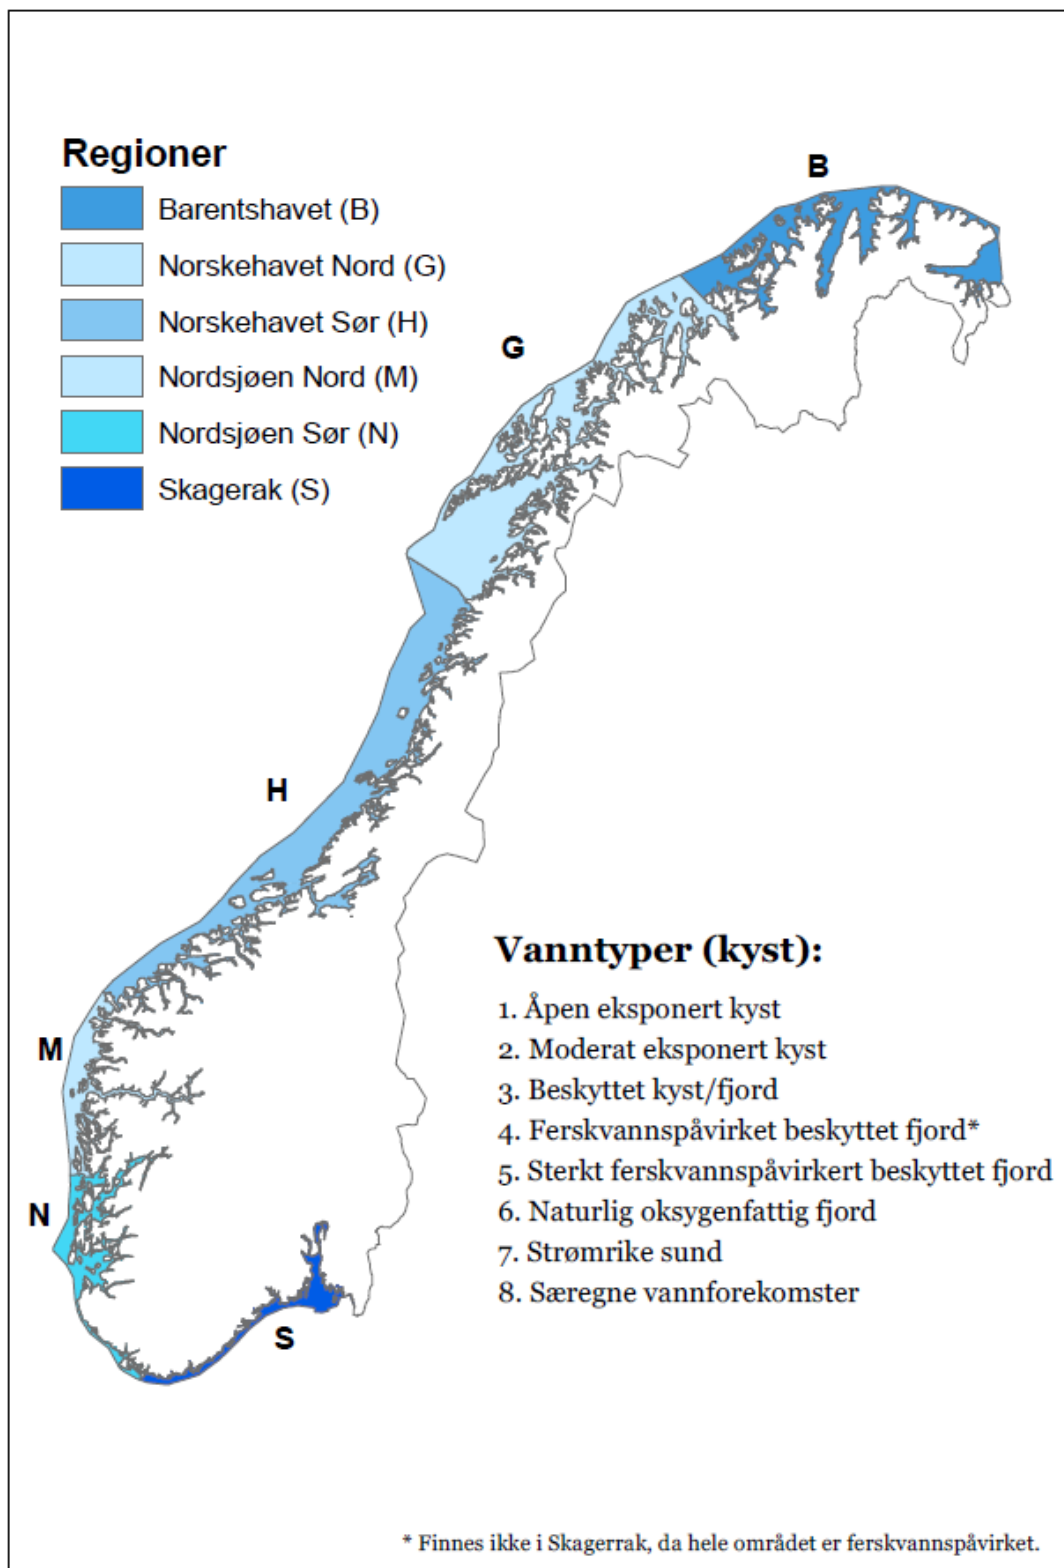 Regioner
Barentshavet (B)
Norskehavet Nord (G)
Norskehavet Sør (H)
Nordsjøen Nord (M)
Nordsjøen Sør (N)
Skagerak (S)
B
G
H
M
N
S
Vanntyper (kyst):
1. Åpen eksponert kyst
2. Moderat eksponert kyst
3. Beskyttet kyst/fjord
4. Ferskvannspåvirket beskyttet fjord*
5. Sterkt ferskvannspåvirkert beskyttet fjord
6. Naturlig oksygenfattig fjord
7. Strømrike sund
8. Særegne vannforekomster
* Finnes ikke i Skagerrak, da hele området er ferskvannspåvirket.